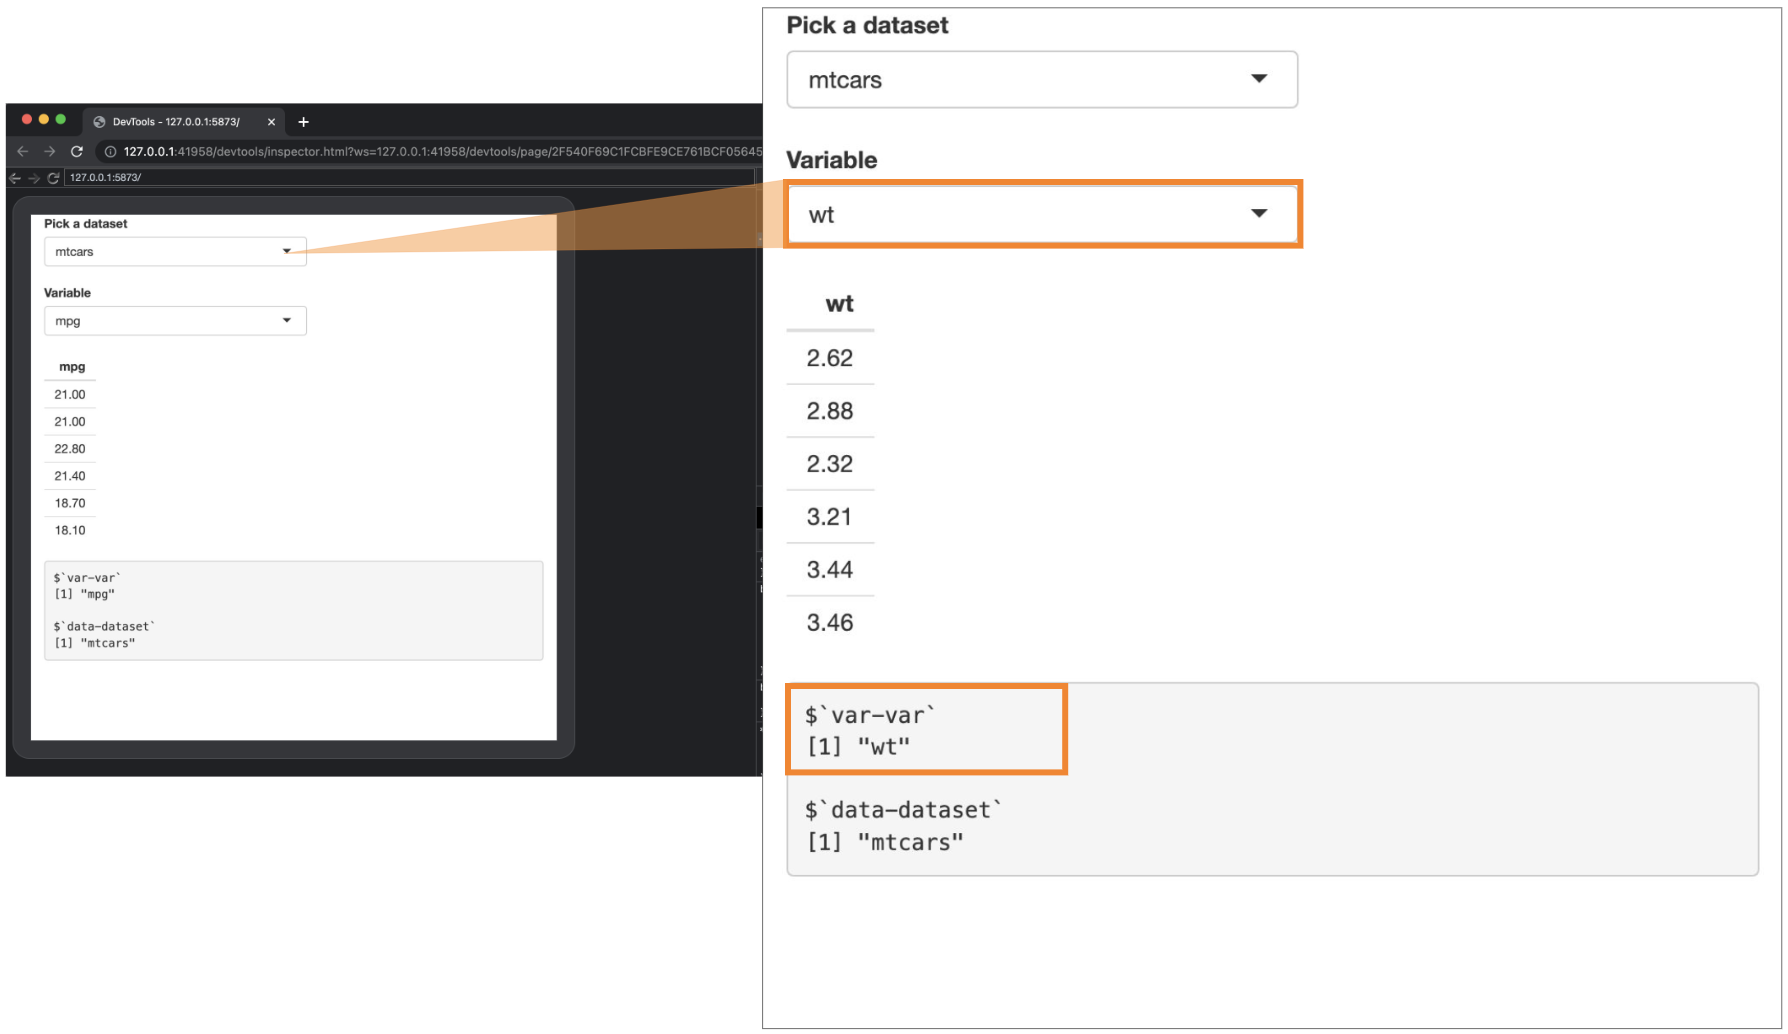 DevTools - 127.0.0.1:5873/
127.0.0.1:41958/devtools/inspector.html?ws=127.0.0.1:41958/devtools/page/2F540F69C1FCBFE9CE761BCF05645
127.0.0.1:5873/
Pick a dataset
mtcars
Variable
mpg
mpg
21.00
21.00
22.80
21.40
18.70
18.10
$`var-var`
[1] "mpg"
$`data-dataset`
[1] "mtcars"
Pick a dataset
mtcars
Variable
wt
wt
2.62
2.88
2.32
3.21
3.44
3.46
$`var-var`
[1] "wt"
$`data-dataset`
[1] "mtcars"